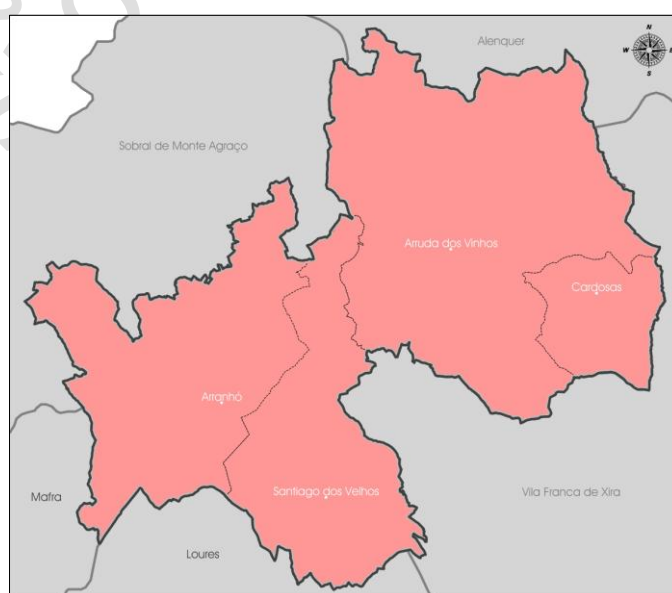 N
Alenquer
W E
S
Sobral de Monte Agraço
Arruda dos Vinhos
Cardosas
Arranhó
Santiago dos Velhos
Vila Franca de Xira
Mafra
Loures